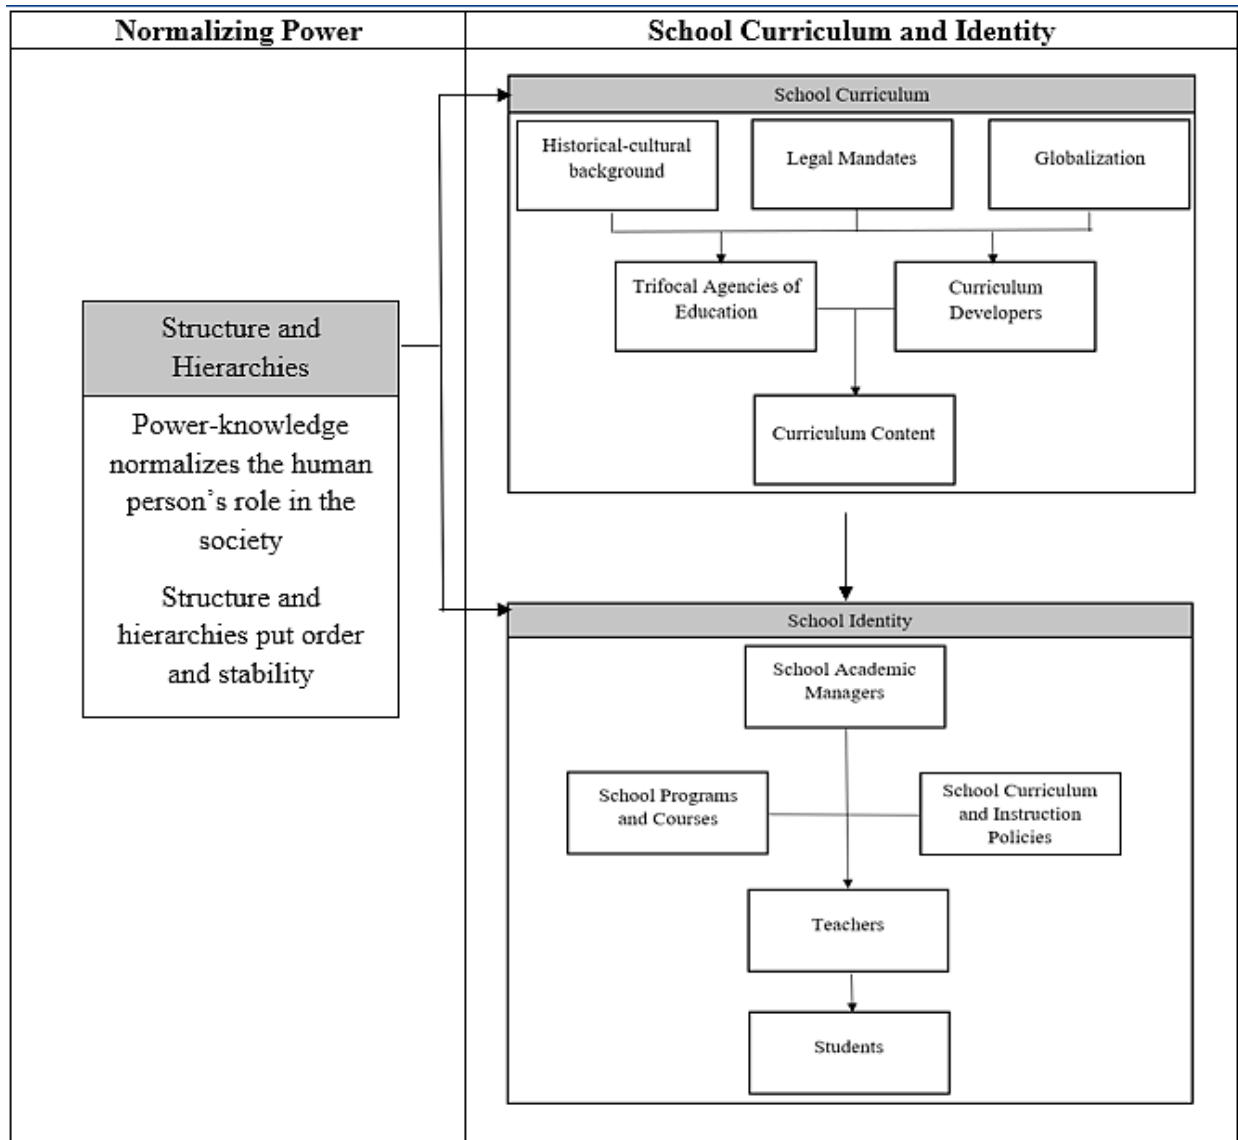 Normalizing Power
School Curriculum and Identity
Structure and
Hierarchies
Power-knowledge
normalizes the human
person’s role in the
society
Structure and
hierarchies put order
and stability
School Curriculum
Historical-cultural
background
Legal Mandates
Globalization
Trifocal Agencies of
Education
Curriculum
Developers
Curriculum Content
School Identity
School Academic
Managers
School Programs
and Courses
School Curriculum
and Instruction
Policies
Teachers
Students